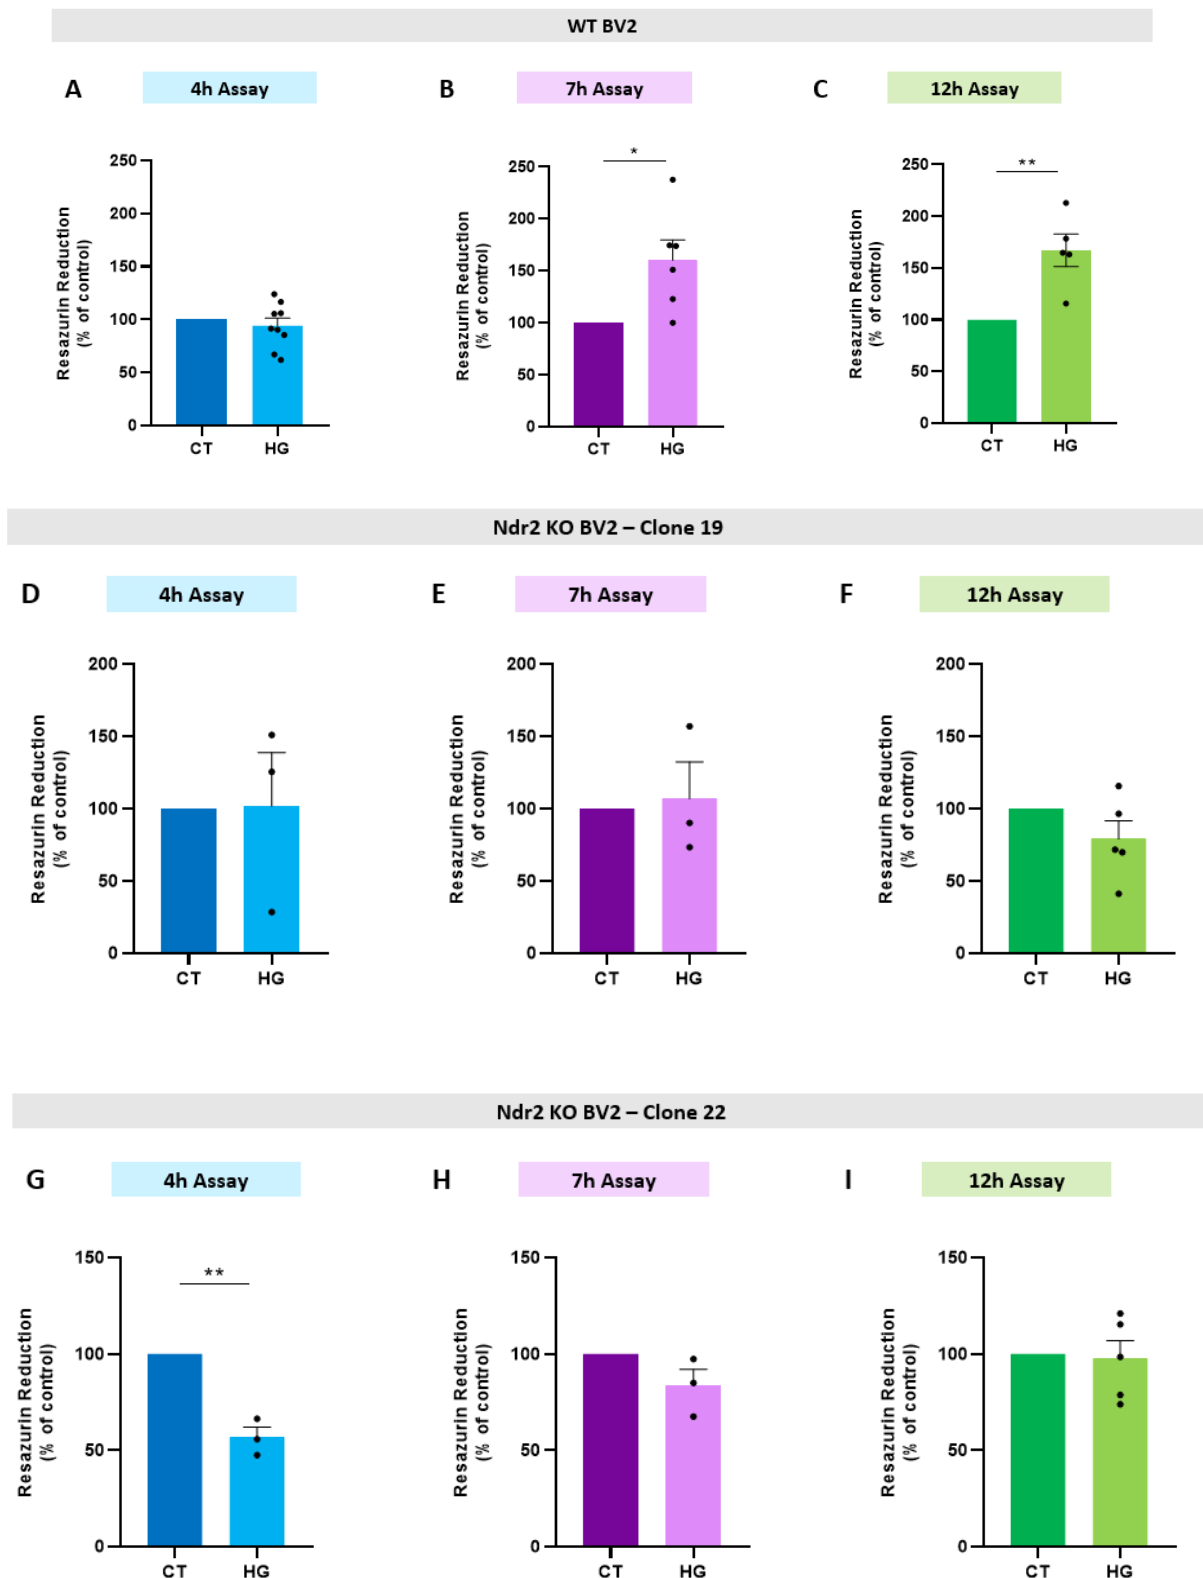 WT BV2
A 4h Assay B 7h Assay C 12h Assay
Resazurin Reduction
(% of control)
250
200
150
100
50
0
CT HG
Resazurin Reduction
(% of control)
250
200
150
100
50
0
*
CT HG
Resazurin Reduction
(% of control)
250
200
150
100
50
0
**
CT HG
Ndr2 KO BV2 – Clone 19
D 4h Assay E 7h Assay F 12h Assay
Resazurin Reduction
(% of control)
200
150
100
50
0
CT HG
Resazurin Reduction
(% of control)
200
150
100
50
0
CT HG
Resazurin Reduction
(% of control)
200
150
100
50
0
CT HG
Ndr2 KO BV2 – Clone 22
G 4h Assay H 7h Assay I 12h Assay
Resazurin Reduction
(% of control)
150
100
50
0
**
CT HG
Resazurin Reduction
(% of control)
150
100
50
0
CT HG
Resazurin Reduction
(% of control)
150
100
50
0
CT HG